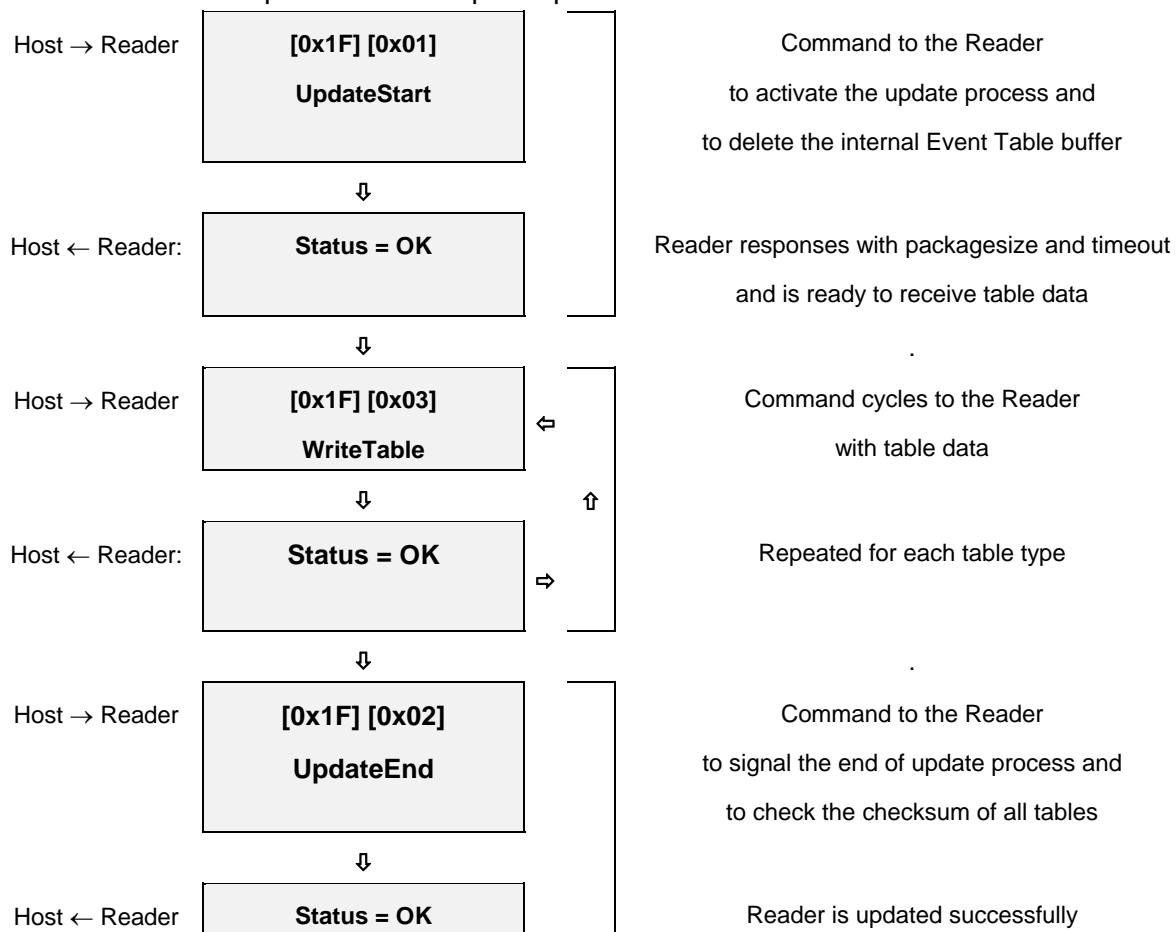 Host → Reader [0x1F] [0x01] Command to the Reader
UpdateStart to activate the update process and
to delete the internal Event Table buffer
⇩
Host ← Reader: Status = OK Reader responses with packagesize and timeout
and is ready to receive table data
⇩ .
Host → Reader [0x1F] [0x03] Command cycles to the Reader
⇦
WriteTable with table data
⇩ ⇧
Host ← Reader: Status = OK Repeated for each table type
⇨
⇩ .
Host → Reader [0x1F] [0x02] Command to the Reader
UpdateEnd to signal the end of update process and
to check the checksum of all tables
⇩
Host ← Reader Status = OK Reader is updated successfully